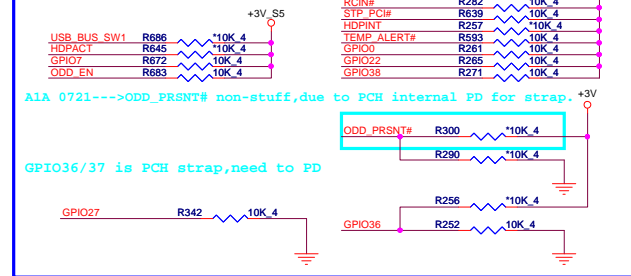 +3V_S5
USB_BUS_SW1 R686 *10K_4
HDPACT R645 *10K_4
GPIO7 R672 10K_4
ODD_EN R683 10K_4
RCIN# R282 10K_4
STP_PCI# R639 10K_4
HDPINT R257 *10K_4
TEMP_ALERT# R593 10K_4
GPIO0 R261 10K_4
GPIO22 R265 10K_4
GPIO38 R271 10K_4
A1A 0721--->ODD_PRSNT# non-stuff,due to PCH internal PD for strap.
+3V
ODD_PRSNT# R300 *10K_4
R290 *10K_4
GPIO36/37 is PCH strap,need to PD
GPIO27 R342 10K_4
R256 *10K_4
GPIO36 R252 10K_4